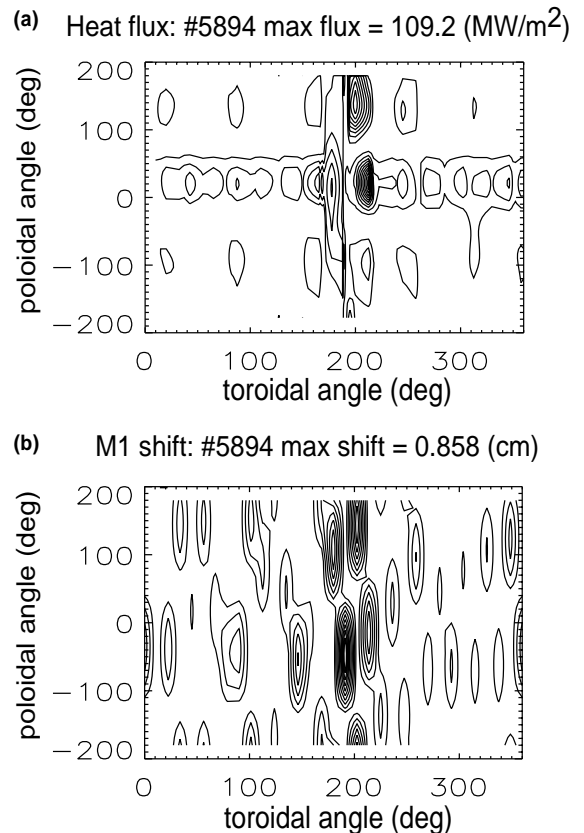 (a) Heat flux: #5894 max flux = 109.2 (MW/m²)
poloidal angle (deg)
200
100
0
−100
−200
0 100 200 300
toroidal angle (deg)
(b) M1 shift: #5894 max shift = 0.858 (cm)
poloidal angle (deg)
200
100
0
−100
−200
0 100 200 300
toroidal angle (deg)